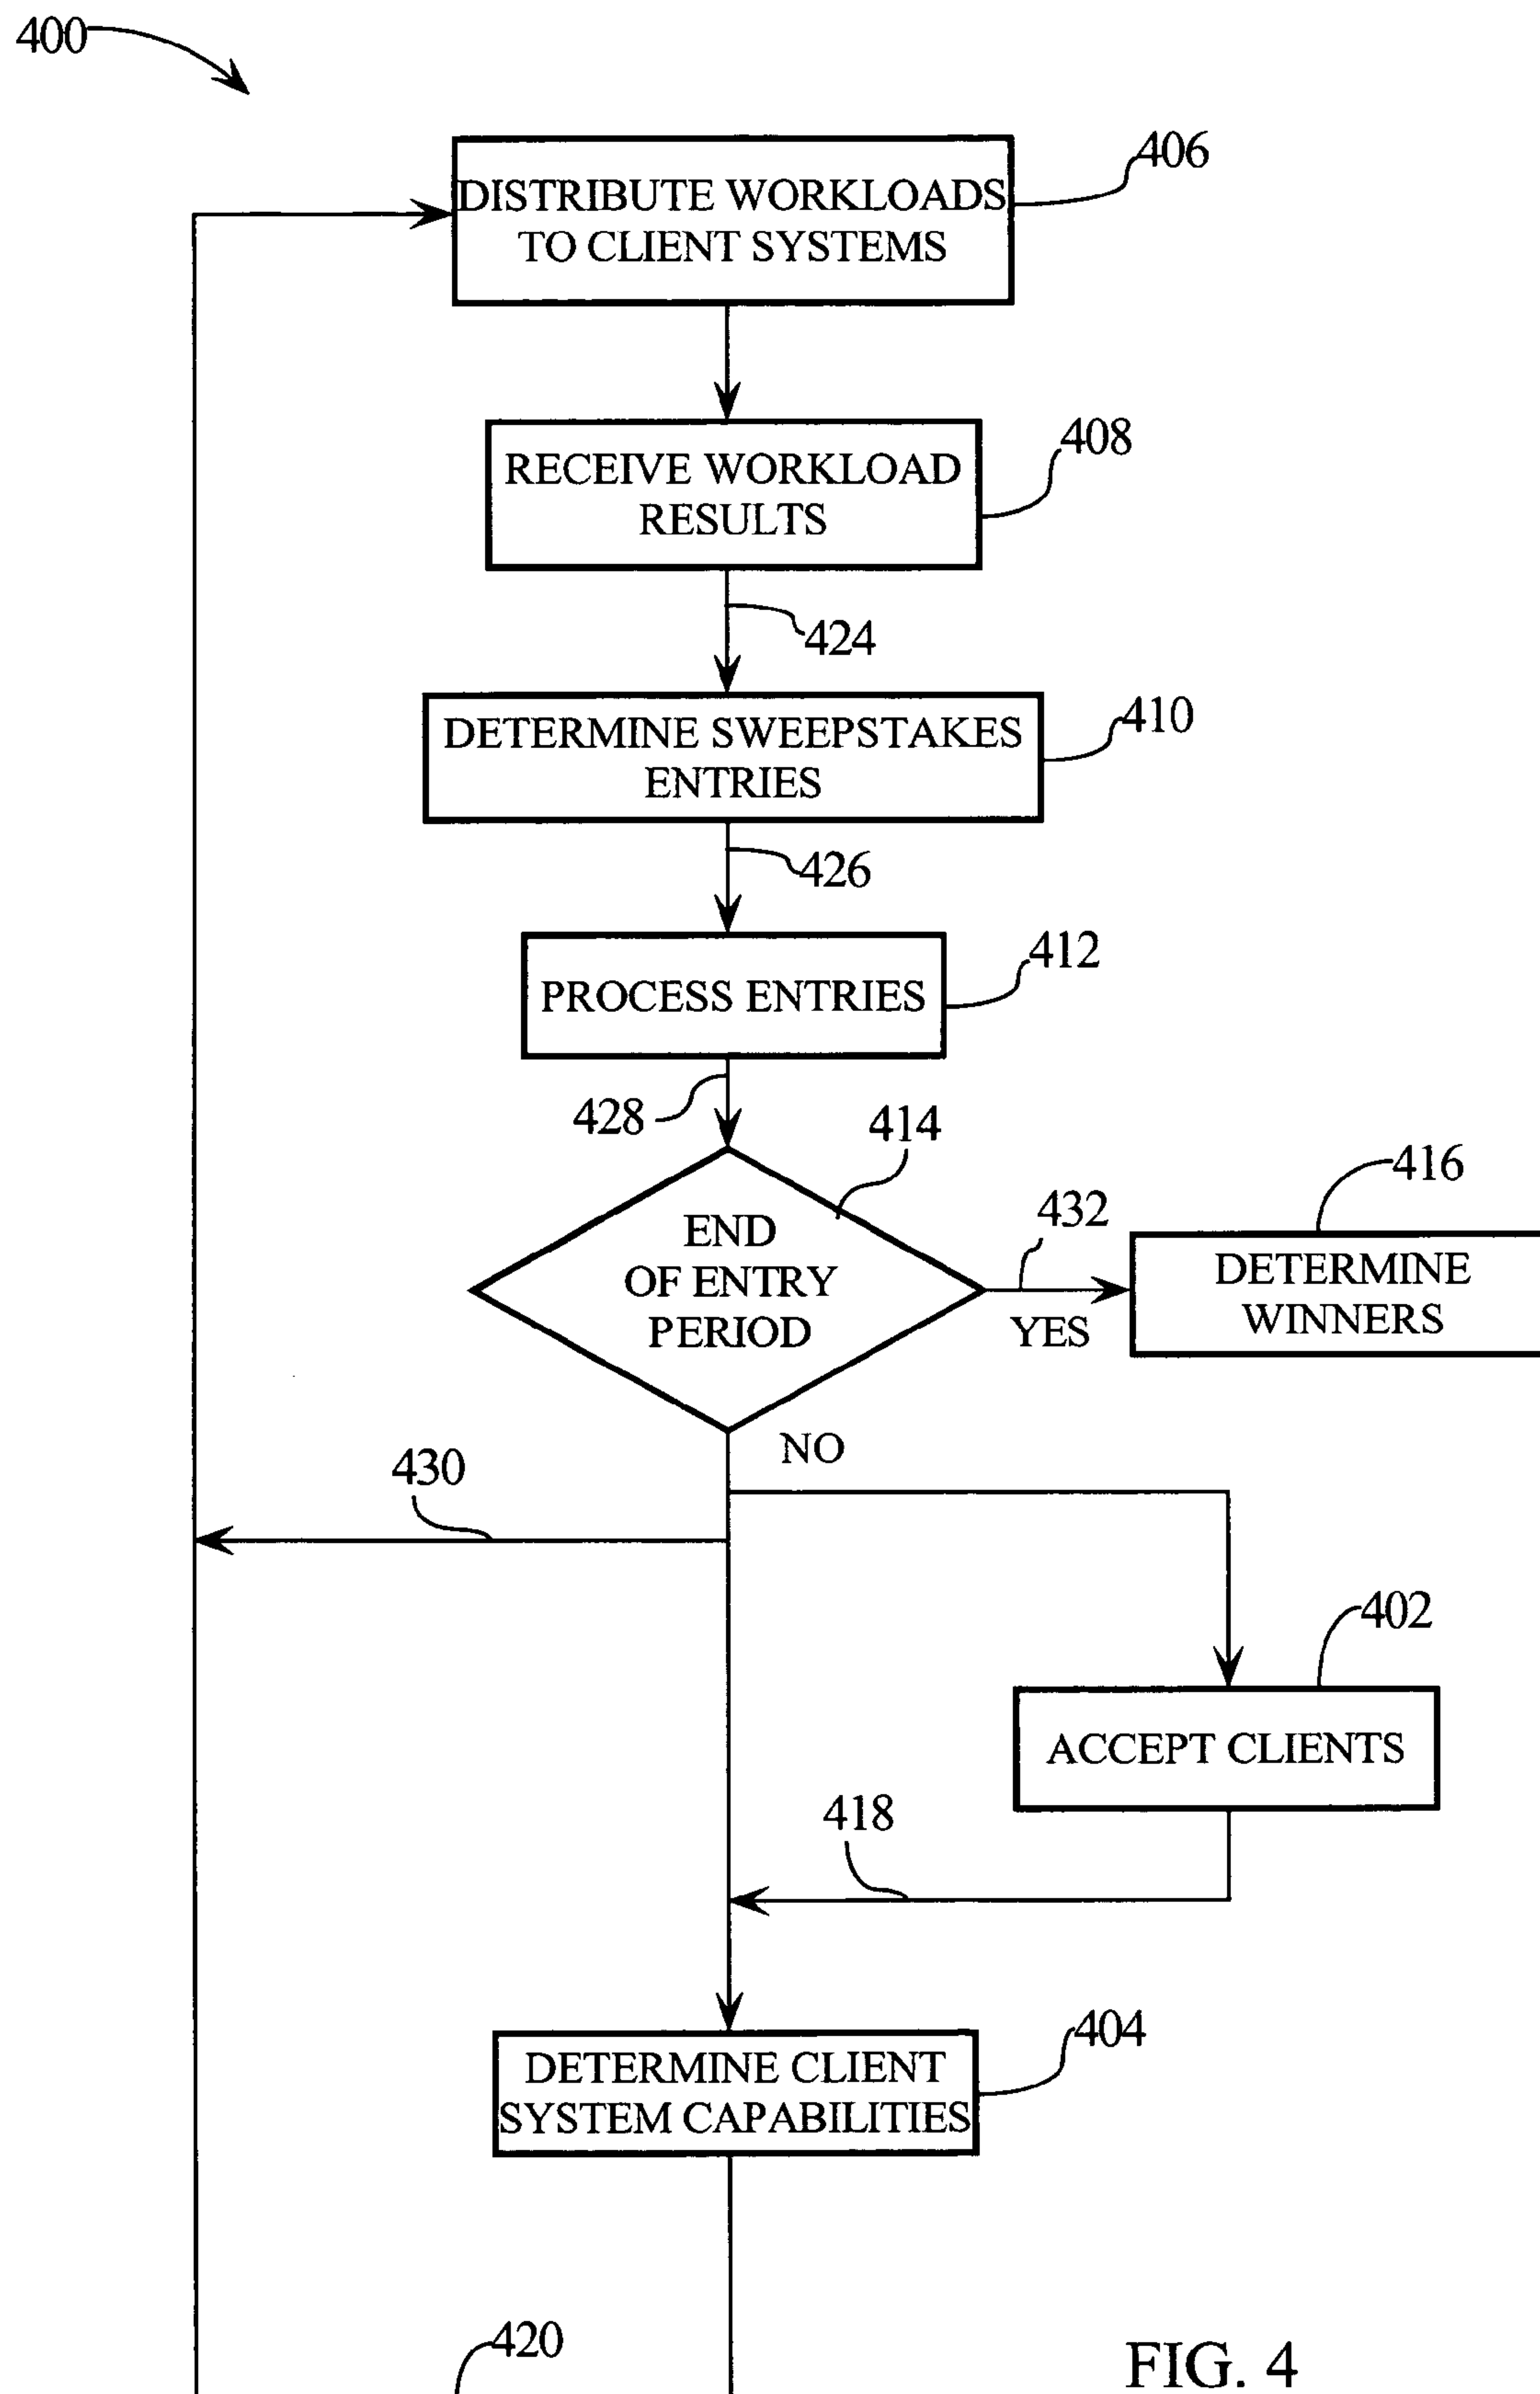 400
406
DISTRIBUTE WORKLOADS
TO CLIENT SYSTEMS
408
RECEIVE WORKLOAD
RESULTS
424
410
DETERMINE SWEEPSTAKES
ENTRIES
426
412
PROCESS ENTRIES
428
414
416
432
END
OF ENTRY
PERIOD
YES
DETERMINE
WINNERS
NO
430
402
ACCEPT CLIENTS
418
404
DETERMINE CLIENT
SYSTEM CAPABILITIES
420
FIG. 4